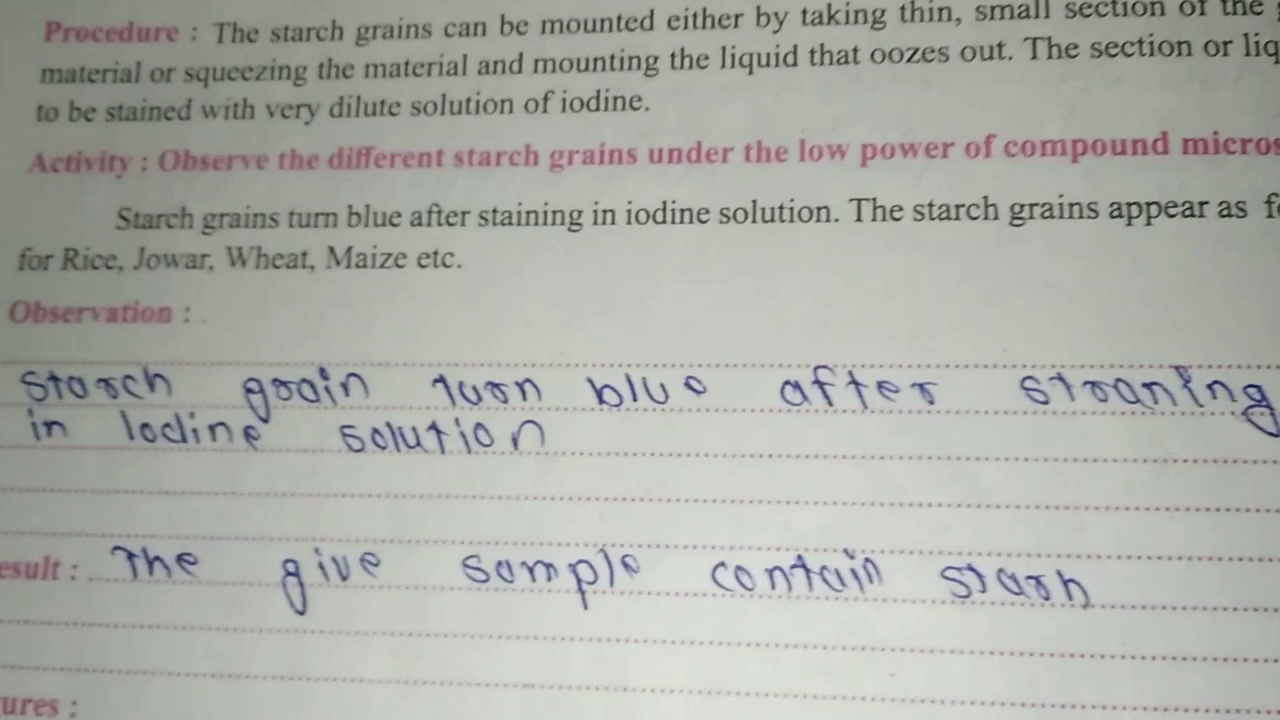 Procedure : The starch grains can be mounted either by taking thin, small section of the
material or squeezing the material and mounting the liquid that oozes out. The section or liq
to be stained with very dilute solution of iodine.
Activity : Observe the different starch grains under the low power of compound micros
Starch grains turn blue after staining in iodine solution. The starch grains appear as fo
for Rice, Jowar, Wheat, Maize etc.
Observation :
Starch grain turn blue after straning
in Iodine solution
esult : The give sample contain starh
ures :